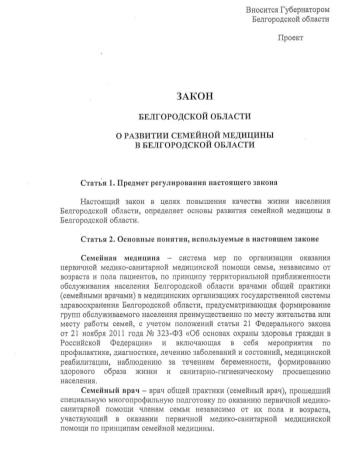 Вносится Губернатором
Белгородской области
Проект
ЗАКОН
БЕЛГОРОДСКОЙ ОБЛАСТИ
О РАЗВИТИИ СЕМЕЙНОЙ МЕДИЦИНЫ
В БЕЛГОРОДСКОЙ ОБЛАСТИ
Статья 1. Предмет регулирования настоящего закона
Настоящий закон в целях повышения качества жизни населения
Белгородской области, определяет основы развития семейной медицины в
Белгородской области.
Статья 2. Основные понятия, используемые в настоящем законе
Семейная медицина – система мер по организации оказания
первичной медико-санитарной медицинской помощи семье, независимо от
возраста и пола пациентов, по принципу территориальной приближенности
обслуживания населения Белгородской области врачами общей практики
(семейными врачами) в медицинских организациях государственной системы
здравоохранение Белгородской области, предусматривающая формирование
групп обслуживаемого населения преимущественно по месту жительства или
месту работы семей, с учетом положений статьи 21 Федерального закона
от 21 ноября 2011 года № 323-ФЗ «Об основах охраны здоровья граждан в
Российской Федерации» и включающая в себя мероприятия по
профилактике, диагностике, лечению заболеваний и состояний, медицинской
реабилитации, наблюдению за течением беременности, формированию
здорового образа жизни и санитарно-гигиеническому просвещению
населения.
Семейный врач – врач общей практики (семейный врач), прошедший
специальную многопрофильную подготовку по оказанию первичной медико-
санитарной помощи членам семьи независимо от их пола и возраста,
участвующий в оказании первичной медико-санитарной медицинской
помощи по принципам семейной медицины.